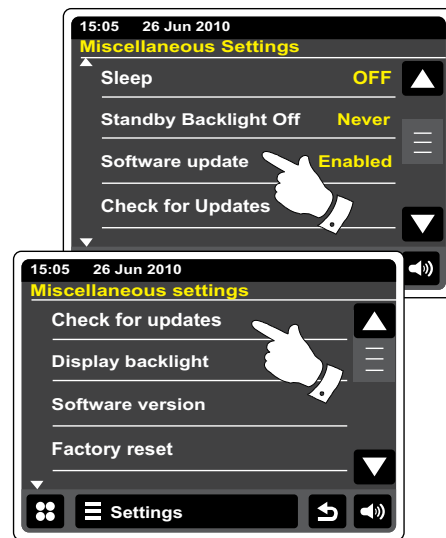 15:05 26 Jun 2010
Miscellaneous Settings
Sleep OFF
Standby Backlight Off Never
Software update Enabled
Check for Updates
15:05 26 Jun 2010
Miscellaneous settings
Check for updates
Display backlight
Software version
Factory reset
Settings